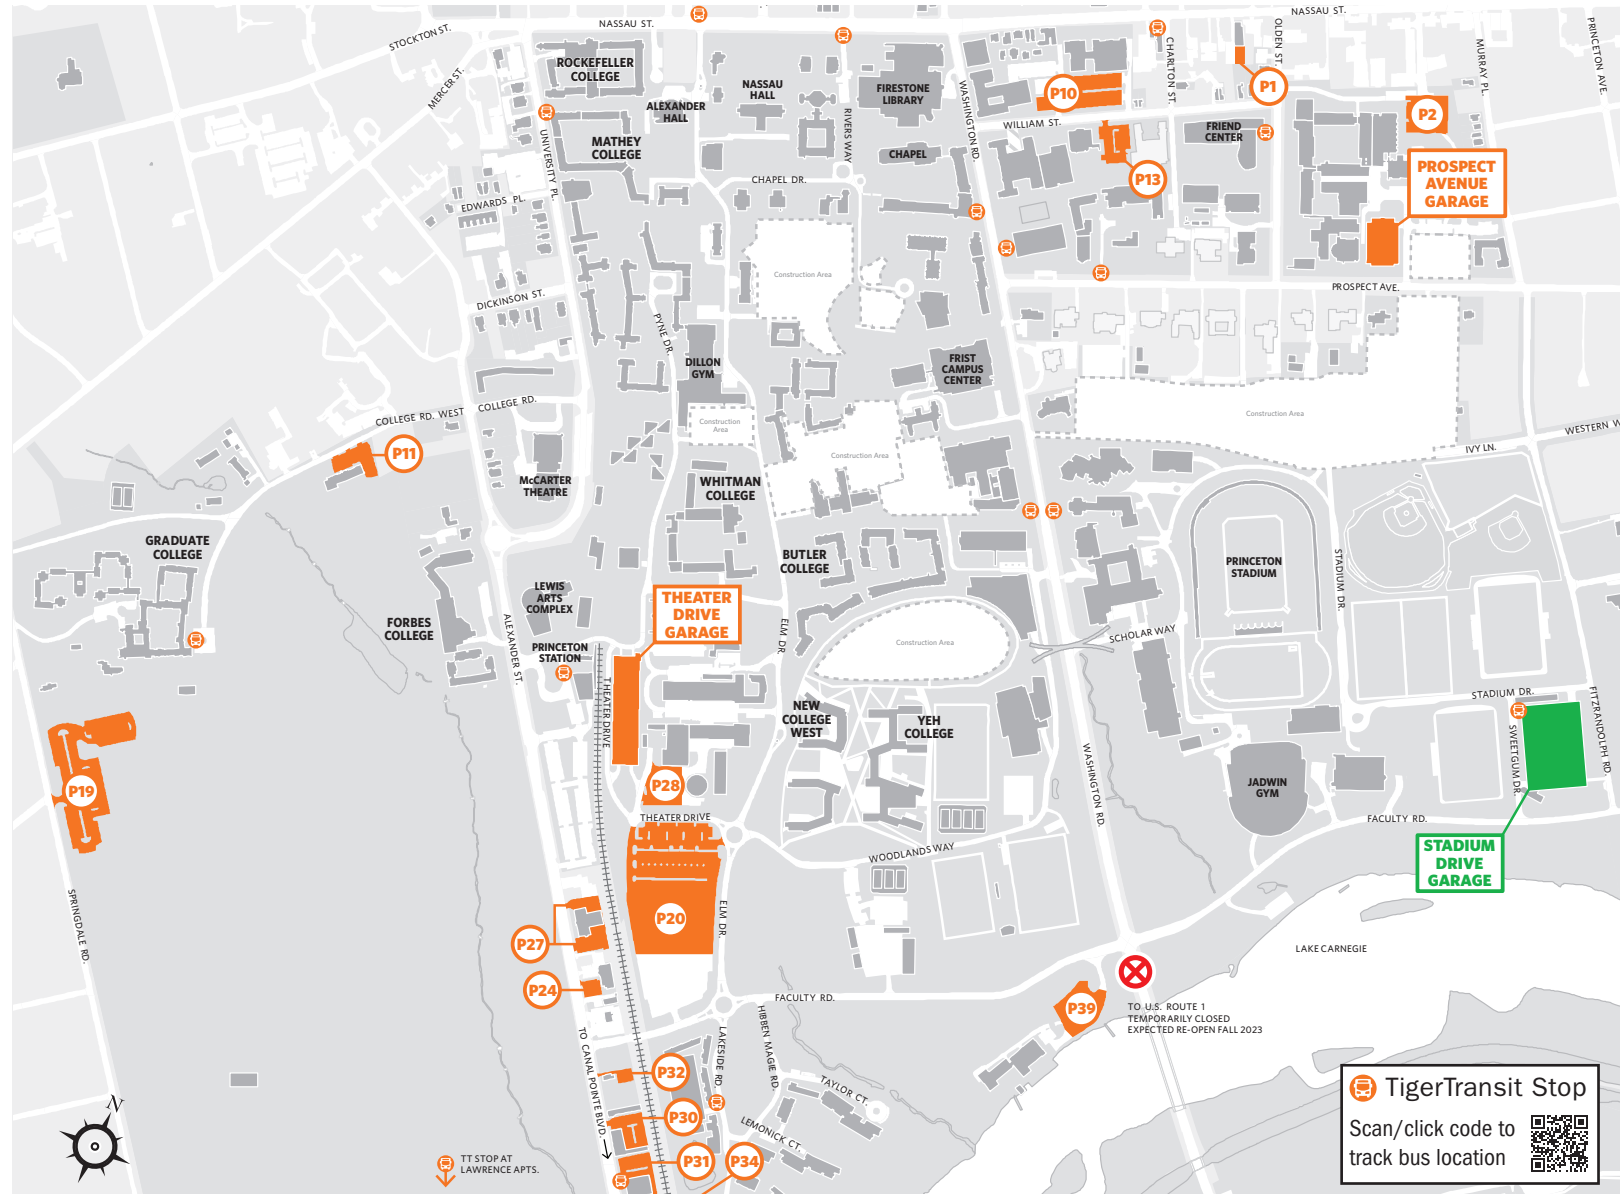 NASSAU ST.
NASSAU ST.
STOCKTON ST.
MERCER ST.
ROCKEFELLER
COLLEGE
ALEXANDER
HALL
NASSAU
HALL
FIRESTONE
LIBRARY
MATHEY
COLLEGE
UNIVERSITY PL.
RIVERS WAY
CHAPEL
CHAPEL DR.
EDWARDS PL.
WASHINGTON RD.
WILLIAM ST.
CHARLTON ST.
OLDEN ST.
MURRAY PL.
PRINCETON AVE.
P10
P1
P2
P13
FRIEND
CENTER
PROSPECT
AVENUE
GARAGE
PROSPECT AVE.
Construction Area
DICKINSON ST.
PYNE DR.
DILLON
GYM
FRIST
CAMPUS
CENTER
Construction
Area
Construction Area
Construction Area
COLLEGE RD. WEST
COLLEGE RD.
P11
McCARTER
THEATRE
WHITMAN
COLLEGE
IVY LN.
WESTERN W
GRADUATE
COLLEGE
FORBES
COLLEGE
LEWIS
ARTS
COMPLEX
BUTLER
COLLEGE
PRINCETON
STADIUM
STADIUM DR.
THEATER
DRIVE
GARAGE
ELM DR.
ALEXANDER ST.
PRINCETON
STATION
THEATER DRIVE
Construction Area
SCHOLAR WAY
STADIUM DR.
FITZRANDOLPH RD.
SWEETGUM DR.
NEW
COLLEGE
WEST
YEH
COLLEGE
WASHINGTON RD.
JADWIN
GYM
P19
P28
THEATER DRIVE
FACULTY RD.
STADIUM
DRIVE
GARAGE
WOODLANDS WAY
SPRINGDALE RD.
P20
ELM DR.
P27
P24
LAKE CARNEGIE
FACULTY RD.
P39
TO U.S. ROUTE 1
TEMPORARILY CLOSED
EXPECTED RE-OPEN FALL 2023
TO CANAL POINTE BLVD.
LAKESIDE RD.
HIBBEN MAGIE RD.
P32
TAYLOR CT.
P30
LEMONICK CT.
P31
P34
N
TT STOP AT
LAWRENCE APTS.
TigerTransit Stop
Scan/click code to
track bus location